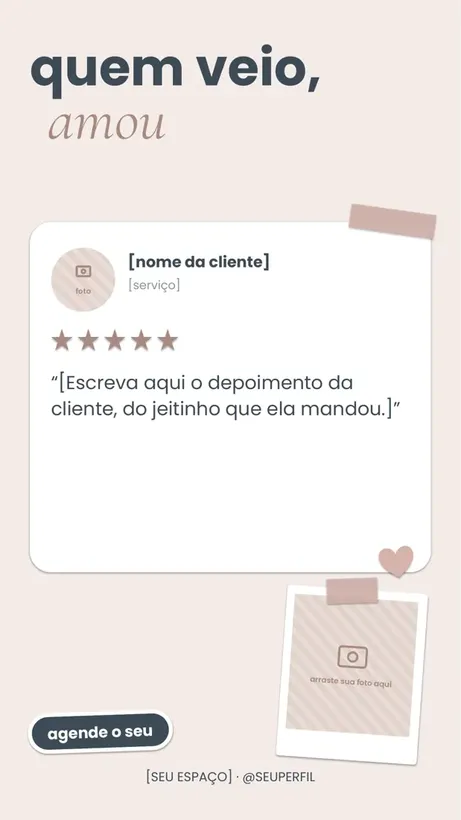 quem veio,
amou
[nome da cliente]
[serviço]
foto
“[Escreva aqui o depoimento da
cliente, do jeitinho que ela mandou.]”
arraste sua foto aqui
agende o seu
[SEU ESPAÇO] · @SEUPERFIL